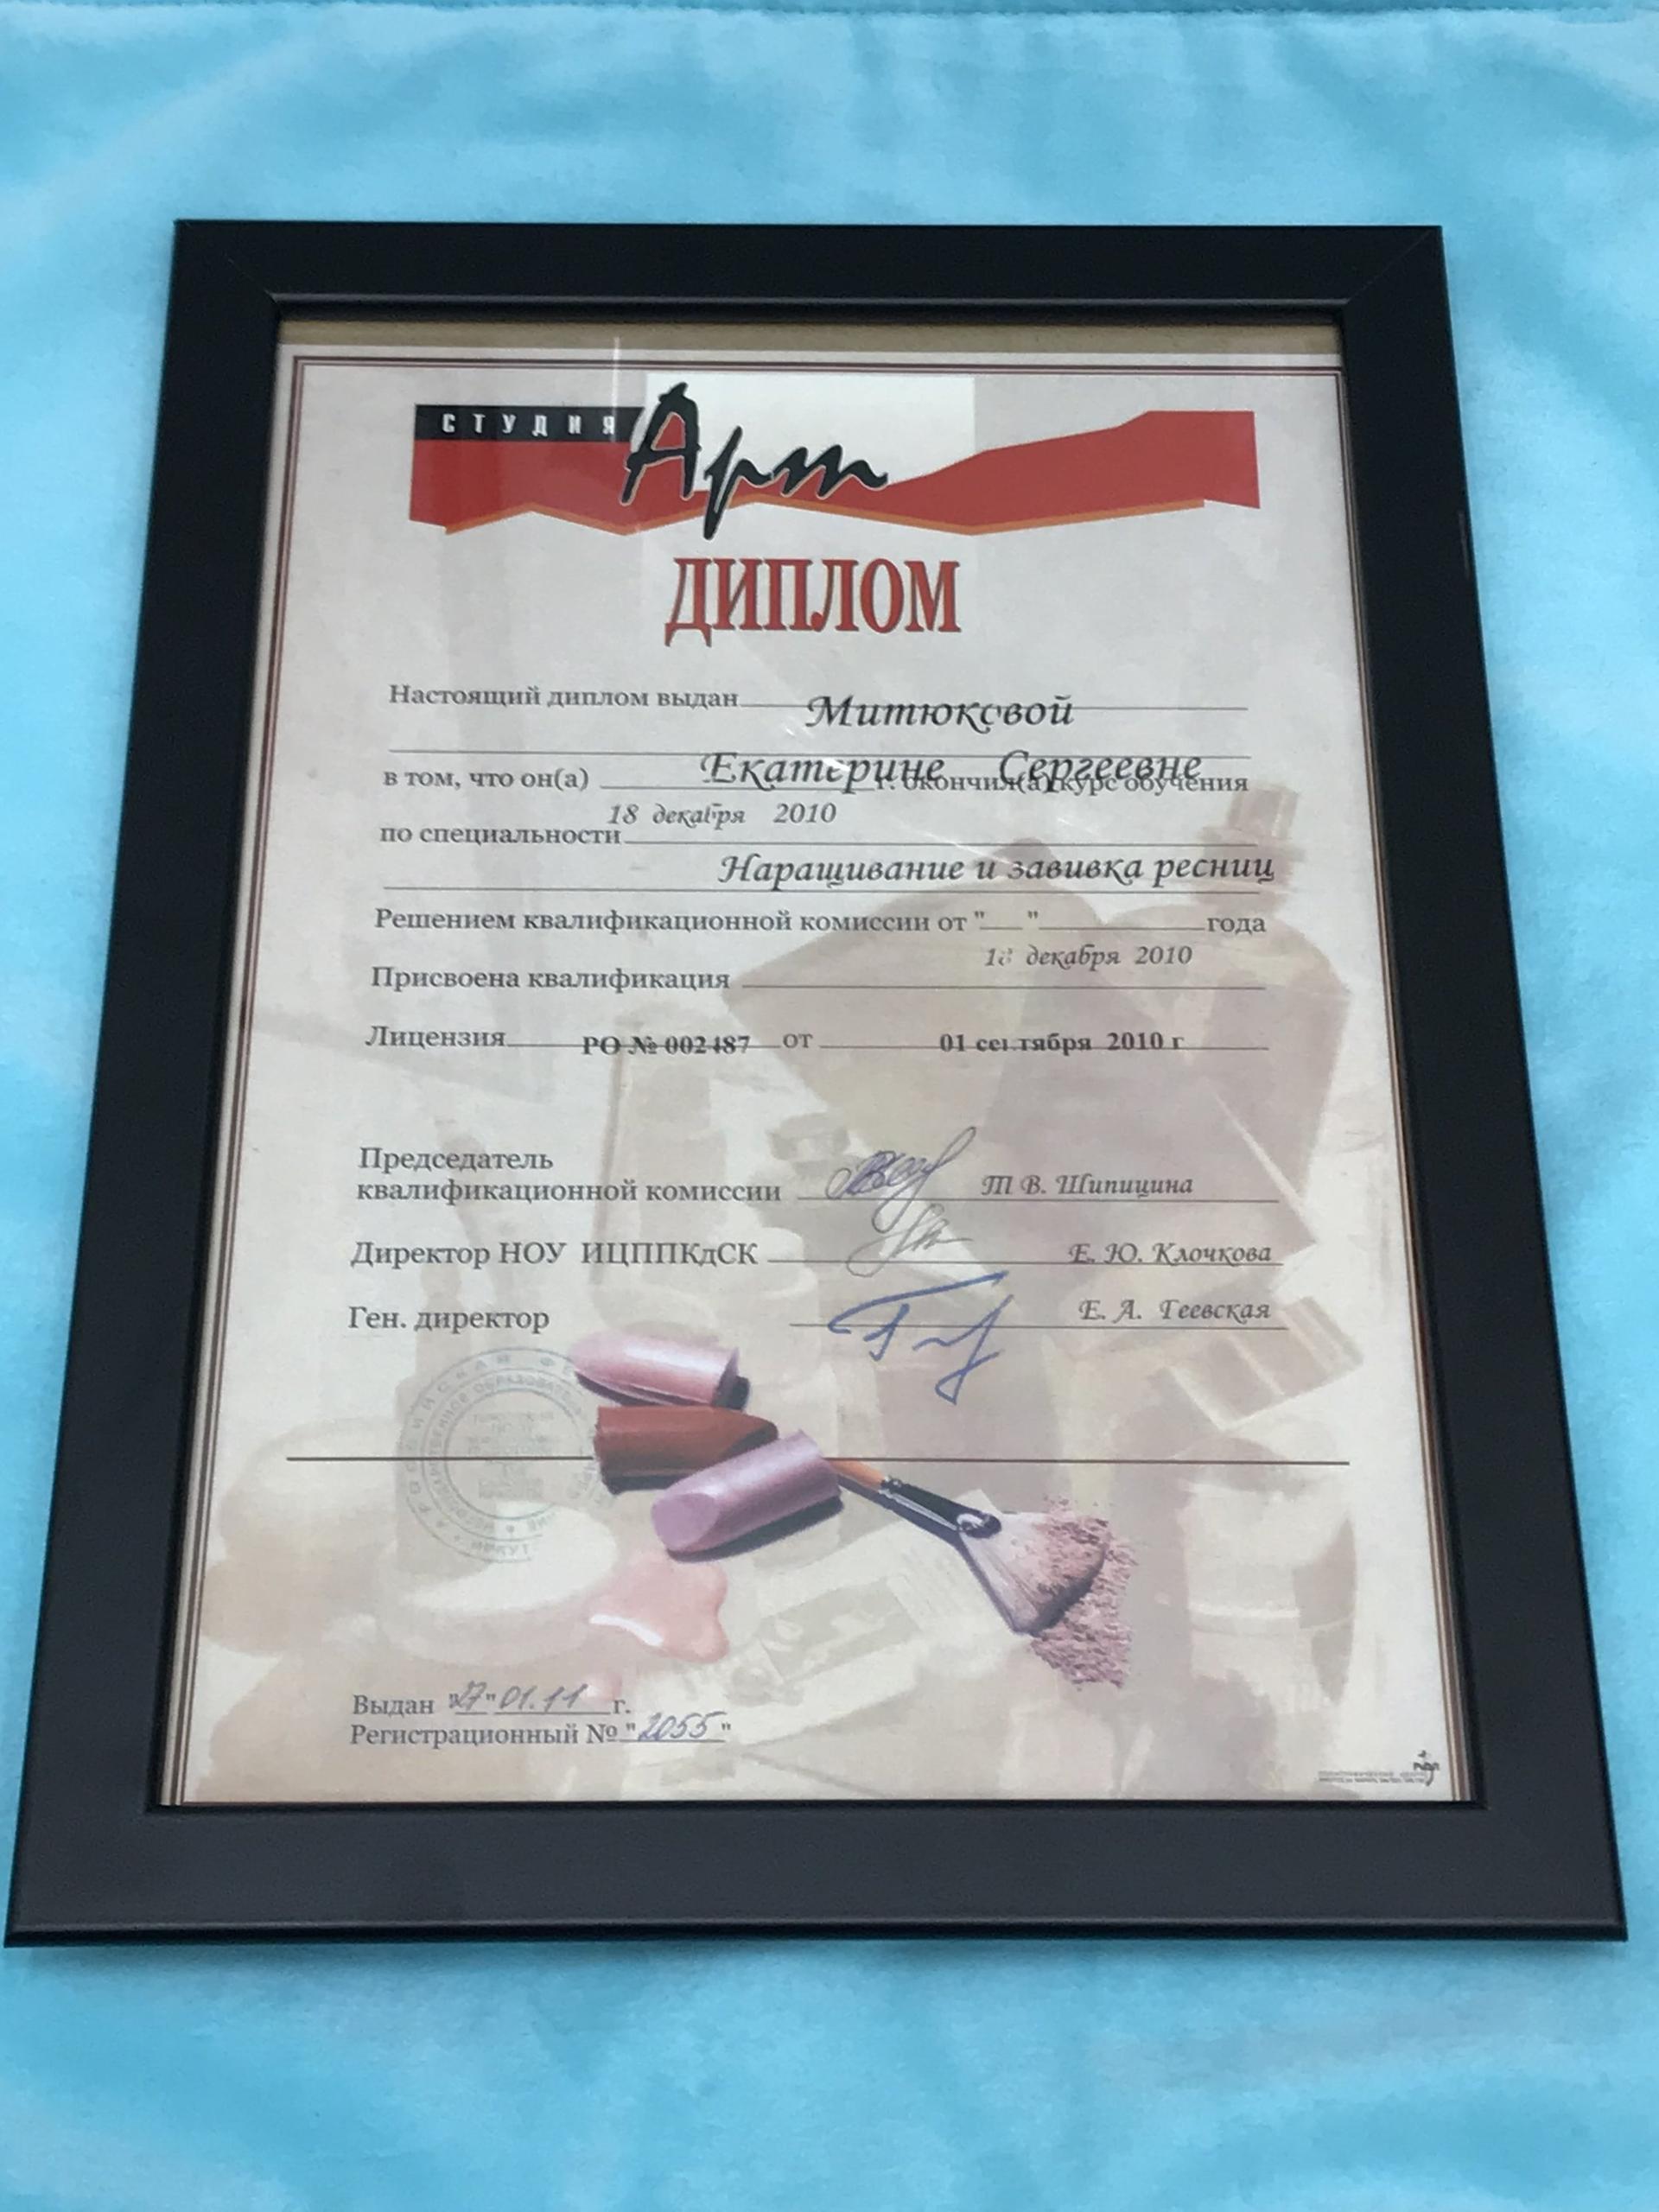 СТУДИЯ Арт
ДИПЛОМ
Настоящий диплом выдан Митюковой
Екатерине Сергеевне
в том, что он(а) г. окончил(а) курс обучения
18 декабря 2010
по специальности
Наращивание и завивка ресниц
Решением квалификационной комиссии от " " года
18 декабря 2010
Присвоена квалификация
Лицензия РО № 002487 от 01 сентября 2010 г
Председатель
квалификационной комиссии Т В. Шипицина
Директор НОУ ИЦППКдСК Е. Ю. Клочкова
Ген. директор Е. А. Геевская
Выдан "27" 01.11 г.
Регистрационный № "2055"